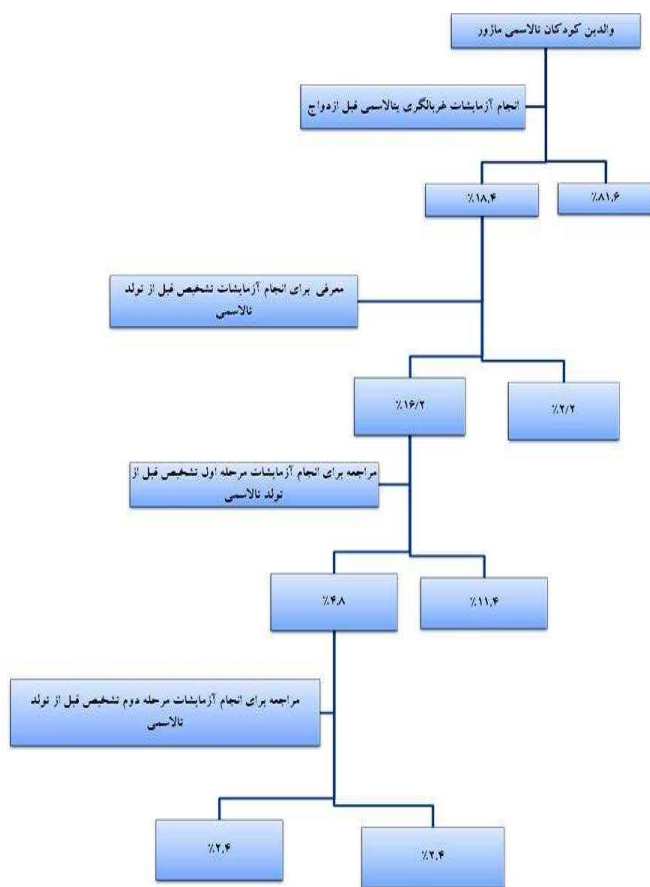 والدین کودکان تالاسمی ماژور
انجام آزمایشات غربالگری بتالاسمی قبل ازدواج
٪۱۸,۴
٪۸۱,۶
معرفی برای انجام آزمایشات تشخیص قبل از تولد
تالاسمی
٪۱۶/۲
٪۲/۲
مراجعه برای انجام آزمایشات مرحله اول تشخیص قبل از
تولد تالاسمی
٪۴,۸
٪۱۱,۴
مراجعه برای انجام آزمایشات مرحله دوم تشخیص قبل از تولد
تالاسمی
٪۲,۴
٪۲,۴